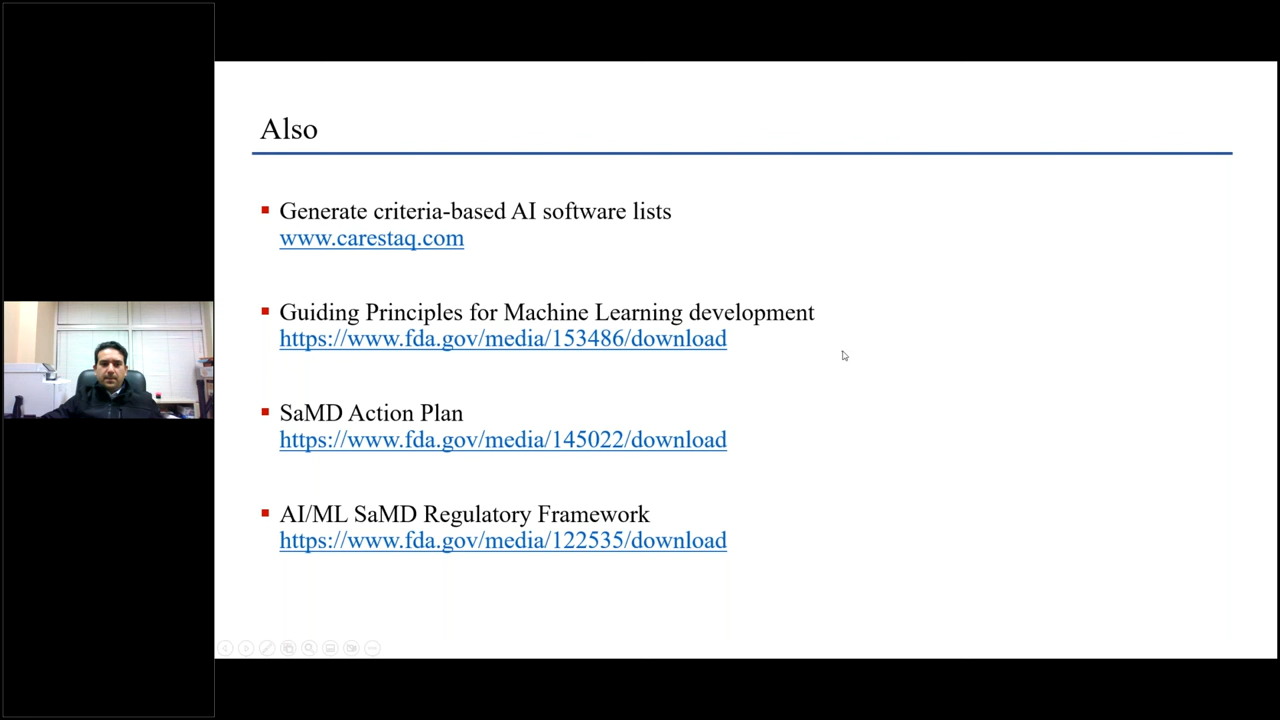 Also
Generate criteria-based AI software lists
www.carestaq.com
Guiding Principles for Machine Learning development
https://www.fda.gov/media/153486/download
SaMD Action Plan
https://www.fda.gov/media/145022/download
AI/ML SaMD Regulatory Framework
https://www.fda.gov/media/122535/download